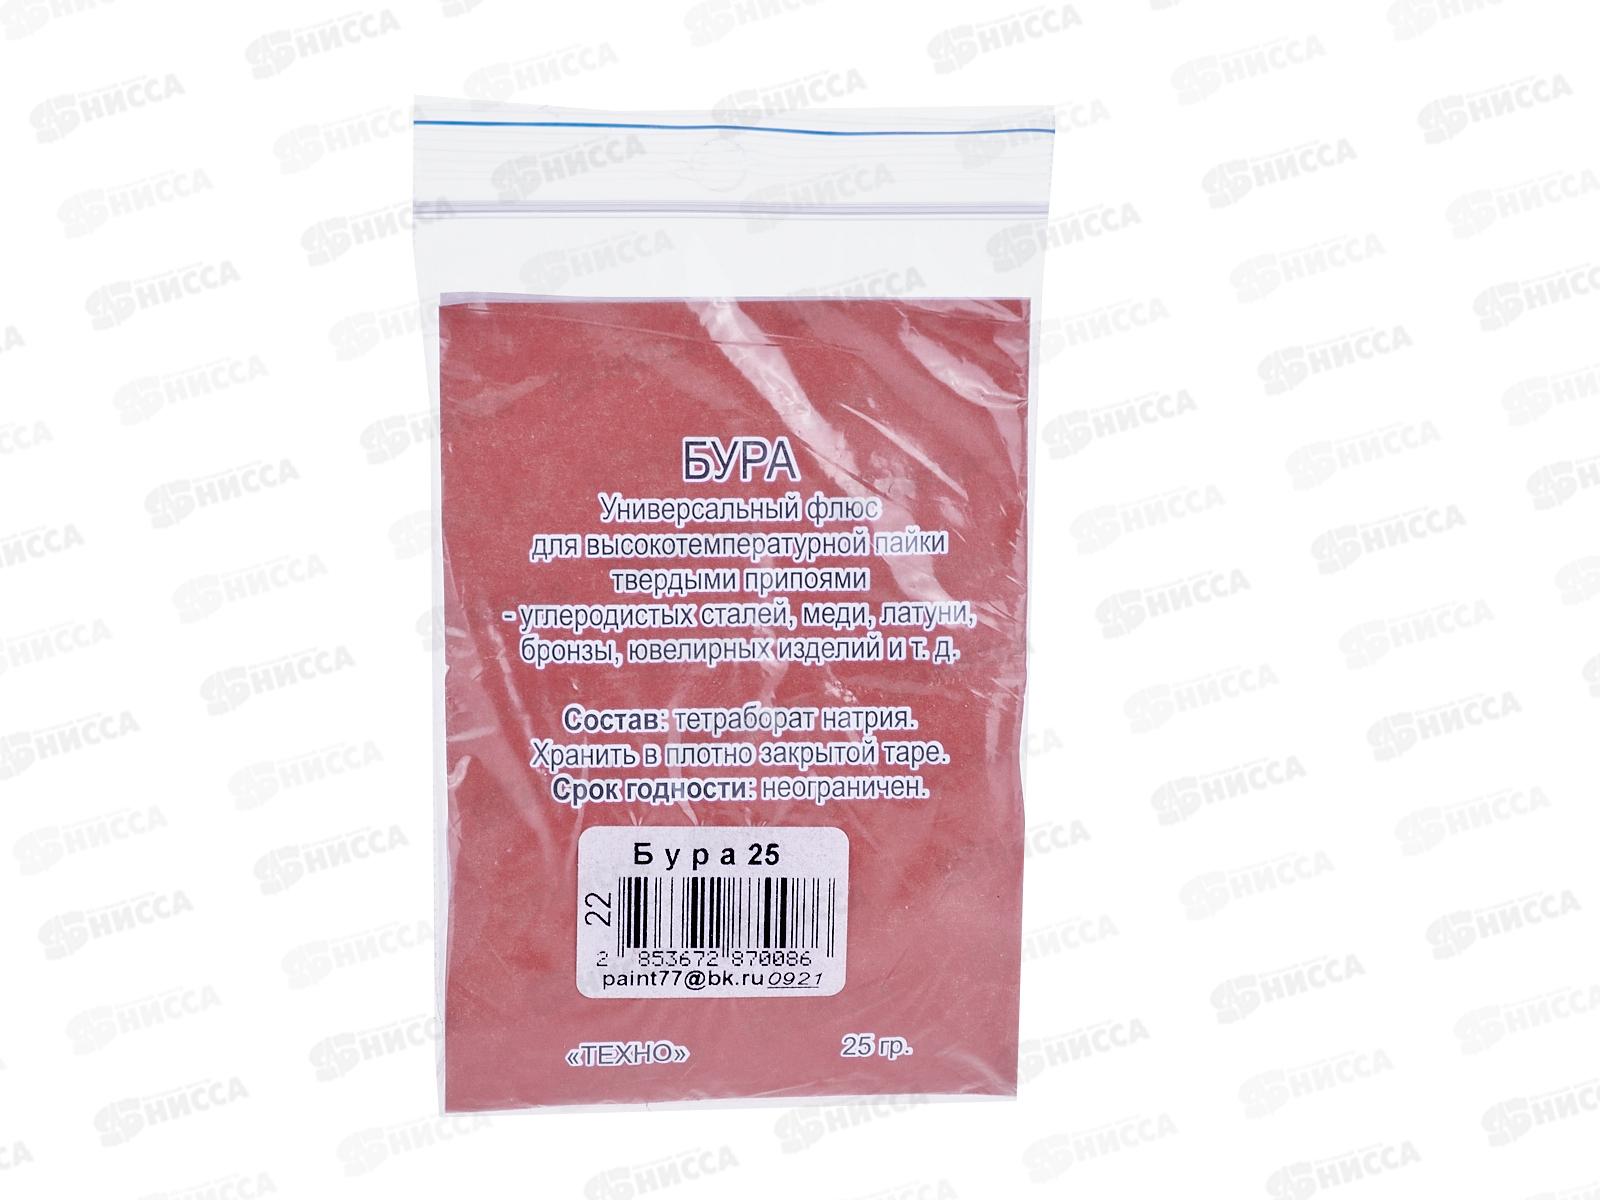 БУРА
Универсальный флюс
для высокотемпературной пайки
твердыми припоями
- углеродистых сталей, меди, латуни,
бронзы, ювелирных изделий и т. д.
Состав: тетраборат натрия.
Хранить в плотно закрытой таре.
Срок годности: неограничен.
Бура 25
22
2 853672 870086
paint77@bk.ru 0921
«ТЕХНО»
25 гр.
НИССА